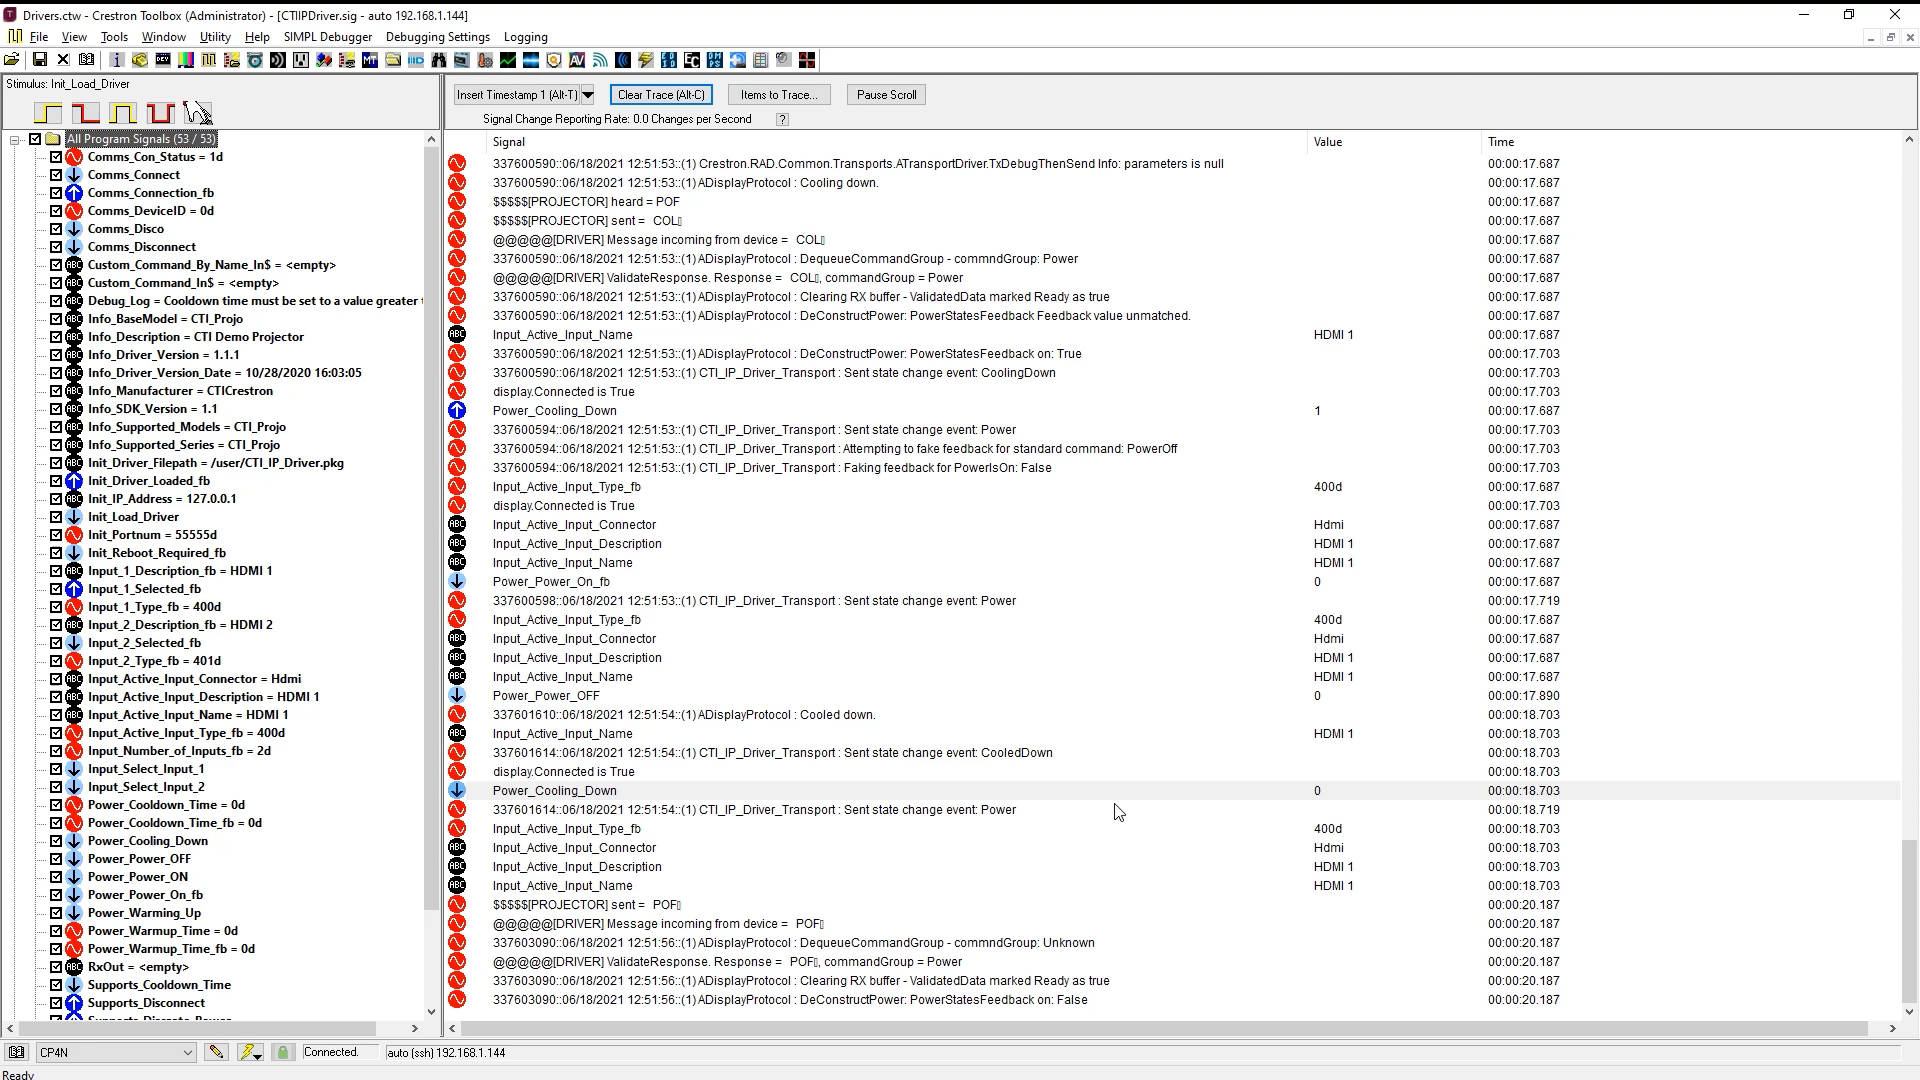 Drivers.ctw - Crestron Toolbox (Administrator) - [CTIIPDriver.sig - auto 192.168.1.144]
File View Tools Window Utility Help SIMPL Debugger Debugging Settings Logging
Stimulus: Init_Load_Driver
Insert Timestamp 1 (Alt-T) Clear Trace (Alt-C) Items to Trace... Pause Scroll
Signal Change Reporting Rate: 0.0 Changes per Second ?
All Program Signals (53 / 53)
Comms_Con_Status = 1d
Comms_Connect
Comms_Connection_fb
Comms_DeviceID = 0d
Comms_Disco
Comms_Disconnect
Custom_Command_By_Name_In$ = <empty>
Custom_Command_In$ = <empty>
Debug_Log = Cooldown time must be set to a value greater
Info_BaseModel = CTI_Projo
Info_Description = CTI Demo Projector
Info_Driver_Version = 1.1.1
Info_Driver_Version_Date = 10/28/2020 16:03:05
Info_Manufacturer = CTICrestron
Info_SDK_Version = 1.1
Info_Supported_Models = CTI_Projo
Info_Supported_Series = CTI_Projo
Init_Driver_Filepath = /user/CTI_IP_Driver.pkg
Init_Driver_Loaded_fb
Init_IP_Address = 127.0.0.1
Init_Load_Driver
Init_Portnum = 55555d
Init_Reboot_Required_fb
Input_1_Description_fb = HDMI 1
Input_1_Selected_fb
Input_1_Type_fb = 400d
Input_2_Description_fb = HDMI 2
Input_2_Selected_fb
Input_2_Type_fb = 401d
Input_Active_Input_Connector = Hdmi
Input_Active_Input_Description = HDMI 1
Input_Active_Input_Name = HDMI 1
Input_Active_Input_Type_fb = 400d
Input_Number_of_Inputs_fb = 2d
Input_Select_Input_1
Input_Select_Input_2
Power_Cooldown_Time = 0d
Power_Cooldown_Time_fb = 0d
Power_Cooling_Down
Power_Power_OFF
Power_Power_ON
Power_Power_On_fb
Power_Warming_Up
Power_Warmup_Time = 0d
Power_Warmup_Time_fb = 0d
RxOut = <empty>
Supports_Cooldown_Time
Supports_Disconnect
Signal Value Time
337600590::06/18/2021 12:51:53::(1) Crestron.RAD.Common.Transports.ATransportDriver.TxDebugThenSend Info: parameters is null 00:00:17.687
337600590::06/18/2021 12:51:53::(1) ADisplayProtocol : Cooling down. 00:00:17.687
$$$$$[PROJECTOR] heard = POF 00:00:17.687
$$$$$[PROJECTOR] sent = COL▯ 00:00:17.687
@@@@@[DRIVER] Message incoming from device = COL▯ 00:00:17.687
337600590::06/18/2021 12:51:53::(1) ADisplayProtocol : DequeueCommandGroup - commndGroup: Power 00:00:17.687
@@@@@[DRIVER] ValidateResponse. Response = COL▯, commandGroup = Power 00:00:17.687
337600590::06/18/2021 12:51:53::(1) ADisplayProtocol : Clearing RX buffer - ValidatedData marked Ready as true 00:00:17.687
337600590::06/18/2021 12:51:53::(1) ADisplayProtocol : DeConstructPower: PowerStatesFeedback Feedback value unmatched. 00:00:17.687
Input_Active_Input_Name HDMI 1 00:00:17.687
337600590::06/18/2021 12:51:53::(1) ADisplayProtocol : DeConstructPower: PowerStatesFeedback on: True 00:00:17.703
337600590::06/18/2021 12:51:53::(1) CTI_IP_Driver_Transport : Sent state change event: CoolingDown 00:00:17.703
display.Connected is True 00:00:17.703
Power_Cooling_Down 1 00:00:17.687
337600594::06/18/2021 12:51:53::(1) CTI_IP_Driver_Transport : Sent state change event: Power 00:00:17.703
337600594::06/18/2021 12:51:53::(1) CTI_IP_Driver_Transport : Attempting to fake feedback for standard command: PowerOff 00:00:17.703
337600594::06/18/2021 12:51:53::(1) CTI_IP_Driver_Transport : Faking feedback for PowerIsOn: False 00:00:17.703
Input_Active_Input_Type_fb 400d 00:00:17.687
display.Connected is True 00:00:17.703
Input_Active_Input_Connector Hdmi 00:00:17.687
Input_Active_Input_Description HDMI 1 00:00:17.687
Input_Active_Input_Name HDMI 1 00:00:17.687
Power_Power_On_fb 0 00:00:17.687
337600598::06/18/2021 12:51:53::(1) CTI_IP_Driver_Transport : Sent state change event: Power 00:00:17.719
Input_Active_Input_Type_fb 400d 00:00:17.687
Input_Active_Input_Connector Hdmi 00:00:17.687
Input_Active_Input_Description HDMI 1 00:00:17.687
Input_Active_Input_Name HDMI 1 00:00:17.687
Power_Power_OFF 0 00:00:17.890
337601610::06/18/2021 12:51:54::(1) ADisplayProtocol : Cooled down. 00:00:18.703
Input_Active_Input_Name HDMI 1 00:00:18.703
337601614::06/18/2021 12:51:54::(1) CTI_IP_Driver_Transport : Sent state change event: CooledDown 00:00:18.703
display.Connected is True 00:00:18.703
Power_Cooling_Down 0 00:00:18.703
337601614::06/18/2021 12:51:54::(1) CTI_IP_Driver_Transport : Sent state change event: Power 00:00:18.719
Input_Active_Input_Type_fb 400d 00:00:18.703
Input_Active_Input_Connector Hdmi 00:00:18.703
Input_Active_Input_Description HDMI 1 00:00:18.703
Input_Active_Input_Name HDMI 1 00:00:18.703
$$$$$[PROJECTOR] sent = POF▯ 00:00:20.187
@@@@@[DRIVER] Message incoming from device = POF▯ 00:00:20.187
337603090::06/18/2021 12:51:56::(1) ADisplayProtocol : DequeueCommandGroup - commndGroup: Unknown 00:00:20.187
@@@@@[DRIVER] ValidateResponse. Response = POF▯, commandGroup = Power 00:00:20.187
337603090::06/18/2021 12:51:56::(1) ADisplayProtocol : Clearing RX buffer - ValidatedData marked Ready as true 00:00:20.187
337603090::06/18/2021 12:51:56::(1) ADisplayProtocol : DeConstructPower: PowerStatesFeedback on: False 00:00:20.187
CP4N Connected. auto (ssh) 192.168.1.144
Ready